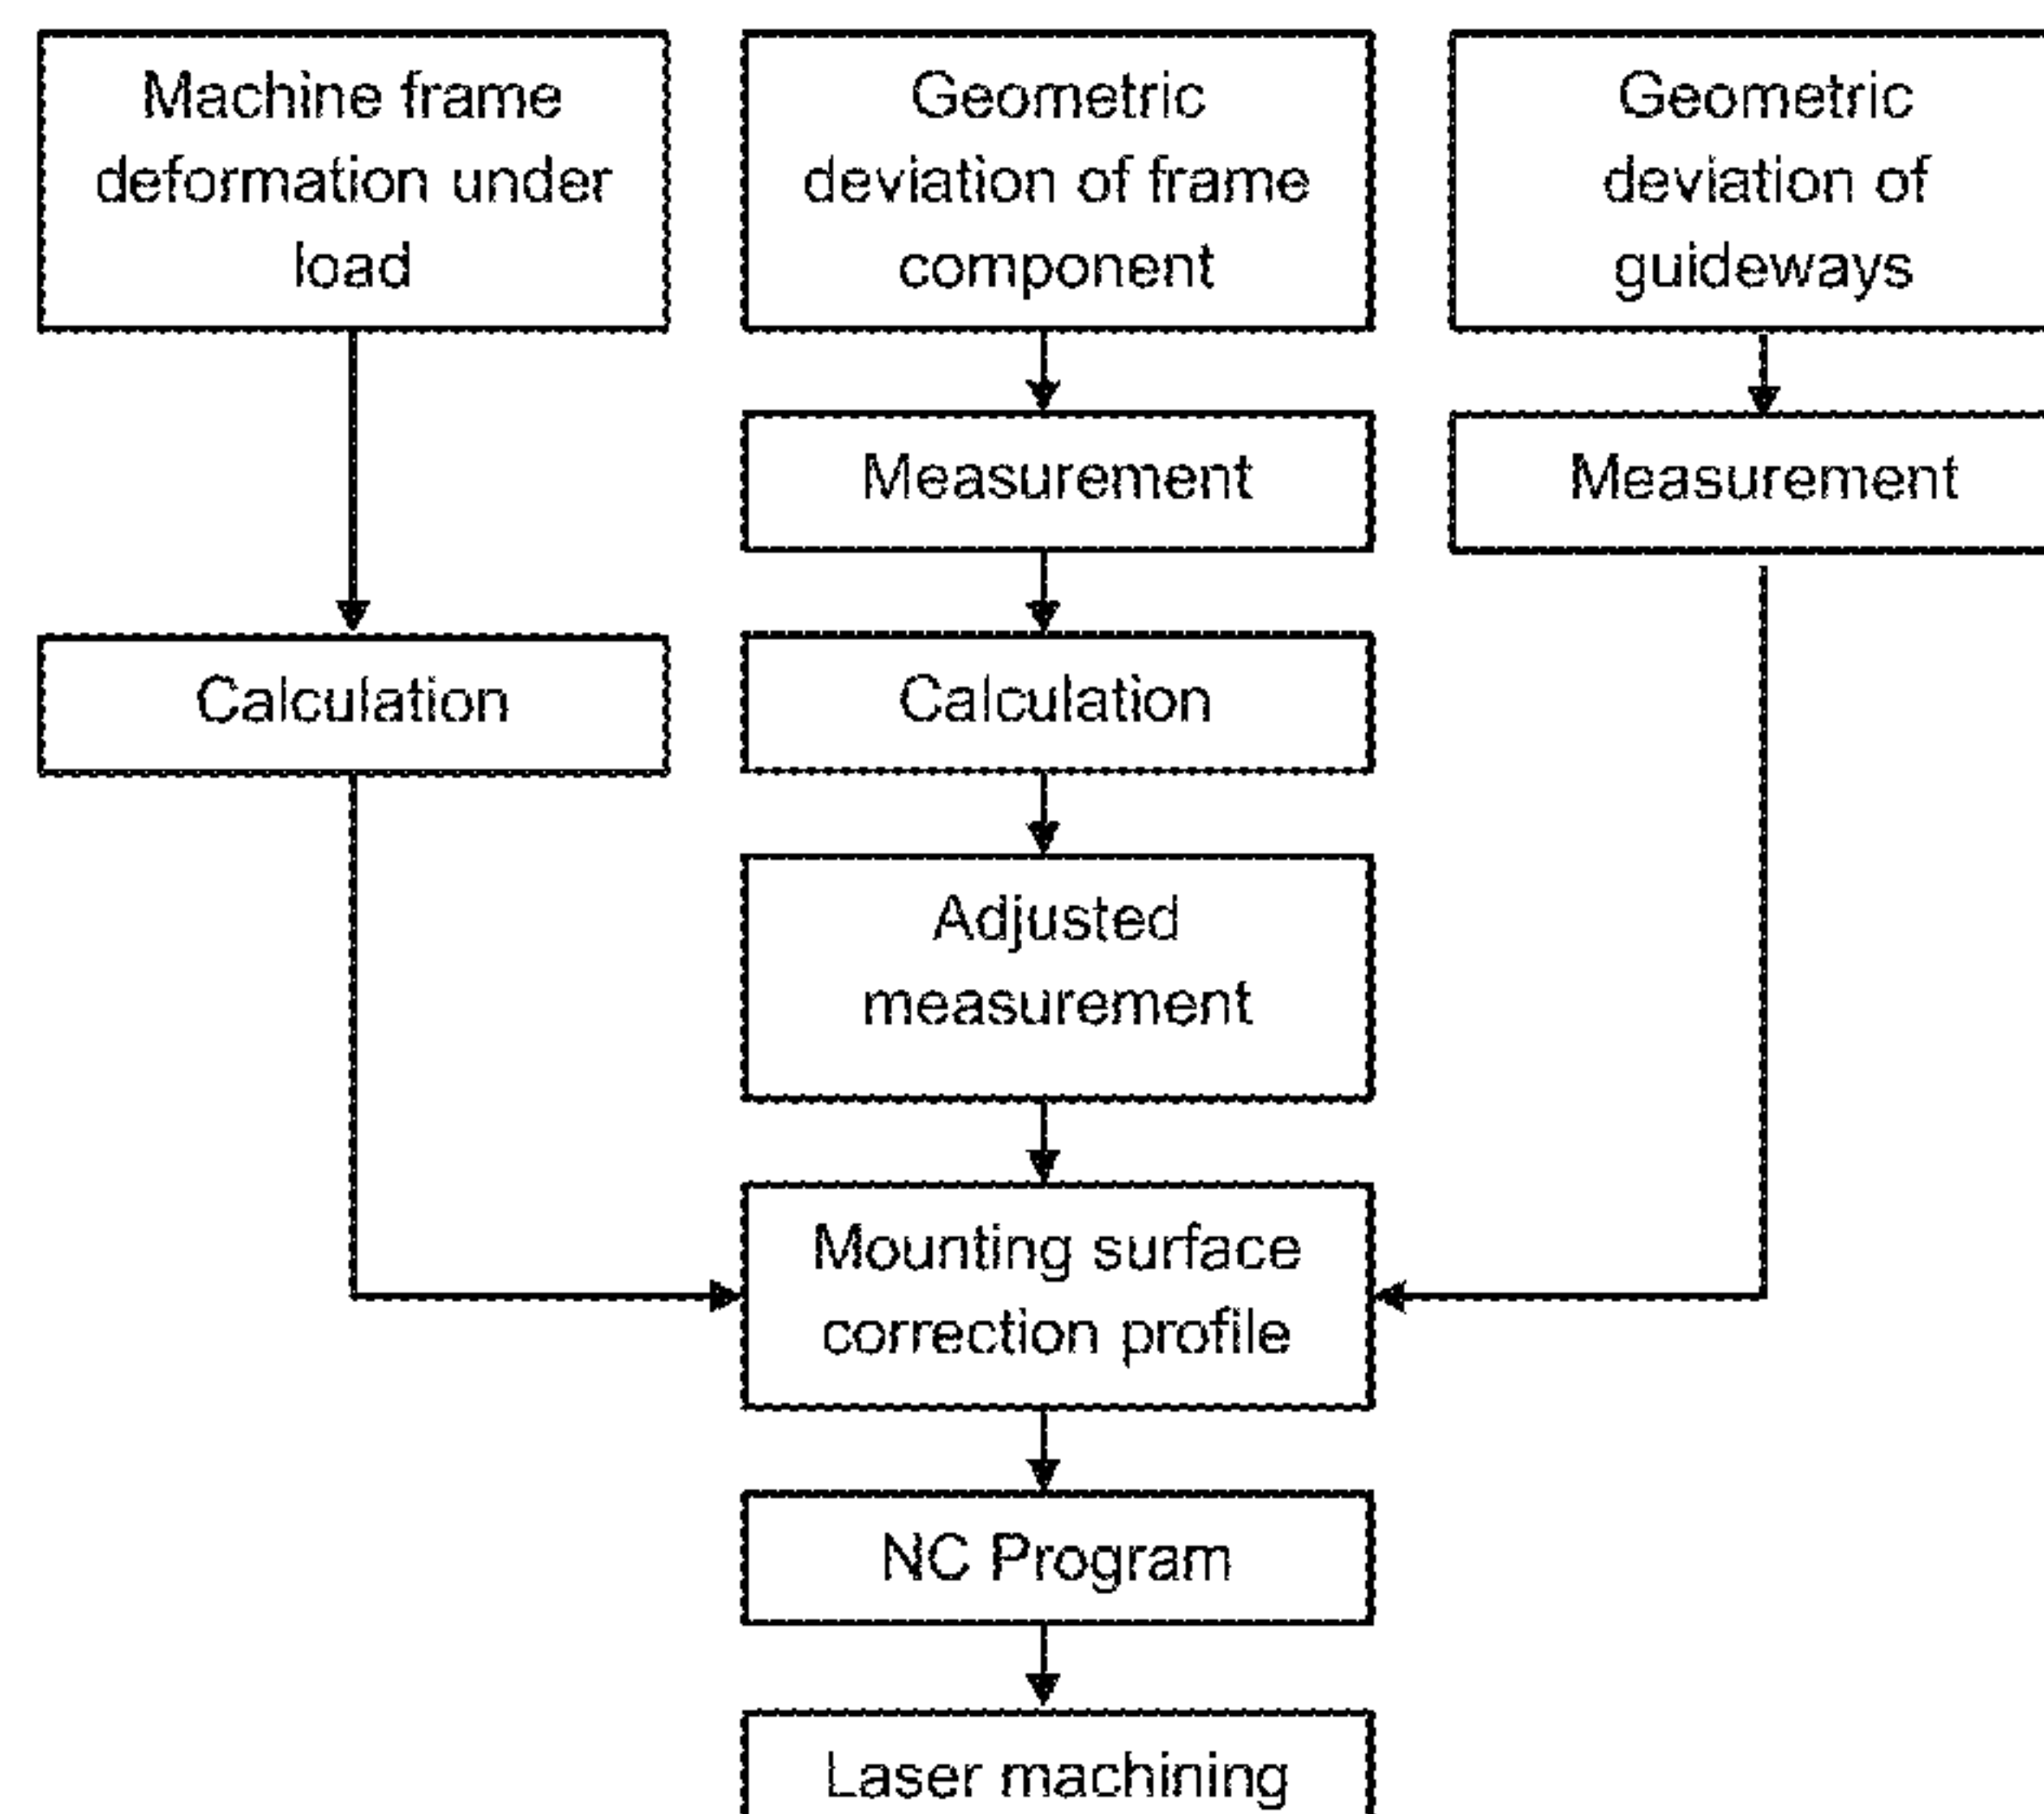 Machine frame
deformation under
load
Geometric
deviation of frame
component
Geometric
deviation of
guideways
Measurement
Measurement
Calculation
Calculation
Adjusted
measurement
Mounting surface
correction profile
NC Program
Laser machining